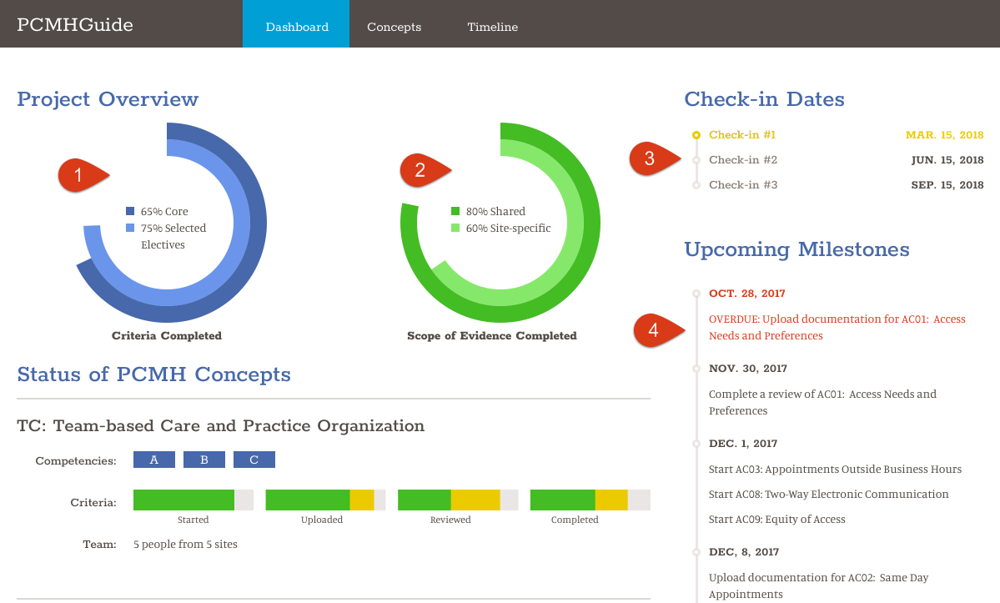 PCMHGuide
Dashboard
Concepts
Timeline
Project Overview
1
65% Core
75% Selected
Electives
Criteria Completed
2
80% Shared
60% Site-specific
Scope of Evidence Completed
Status of PCMH Concepts
TC: Team-based Care and Practice Organization
Competencies:
A
B
C
Criteria:
Started
Uploaded
Reviewed
Completed
Team:
5 people from 5 sites
Check-in Dates
3
Check-in #1 MAR. 15, 2018
Check-in #2 JUN. 15, 2018
Check-in #3 SEP. 15, 2018
Upcoming Milestones
4
OCT. 28, 2017
OVERDUE: Upload documentation for AC01: Access
Needs and Preferences
NOV. 30, 2017
Complete a review of AC01: Access Needs and
Preferences
DEC. 1, 2017
Start AC03: Appointments Outside Business Hours
Start AC08: Two-Way Electronic Communication
Start AC09: Equity of Access
DEC, 8, 2017
Upload documentation for AC02: Same Day
Appointments